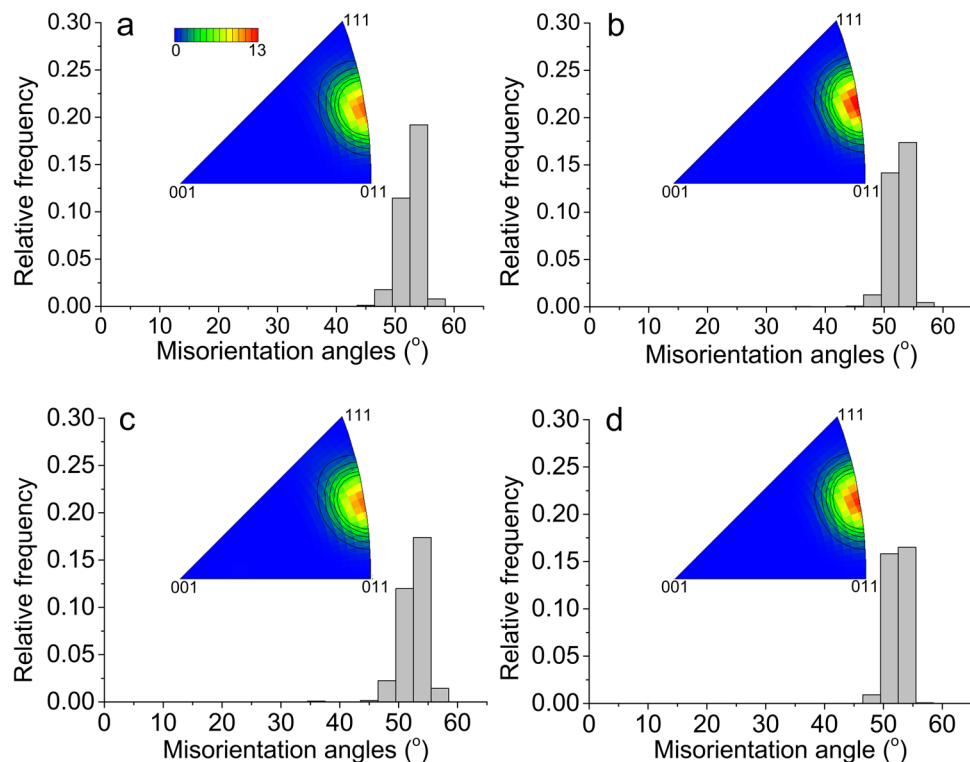 a
0.30
0.25
0.20
0.15
0.10
0.05
0.00
Relative frequency
0 13
111
001 011
0 10 20 30 40 50 60
Misorientation angles (o)
b
0.30
0.25
0.20
0.15
0.10
0.05
0.00
Relative frequency
111
001 011
0 10 20 30 40 50 60
Misorientation angles (o)
c
0.30
0.25
0.20
0.15
0.10
0.05
0.00
Relative frequency
111
001 011
0 10 20 30 40 50 60
Misorientation angles (o)
d
0.30
0.25
0.20
0.15
0.10
0.05
0.00
Relative frequency
111
001 011
0 10 20 30 40 50 60
Misorientation angle (o)